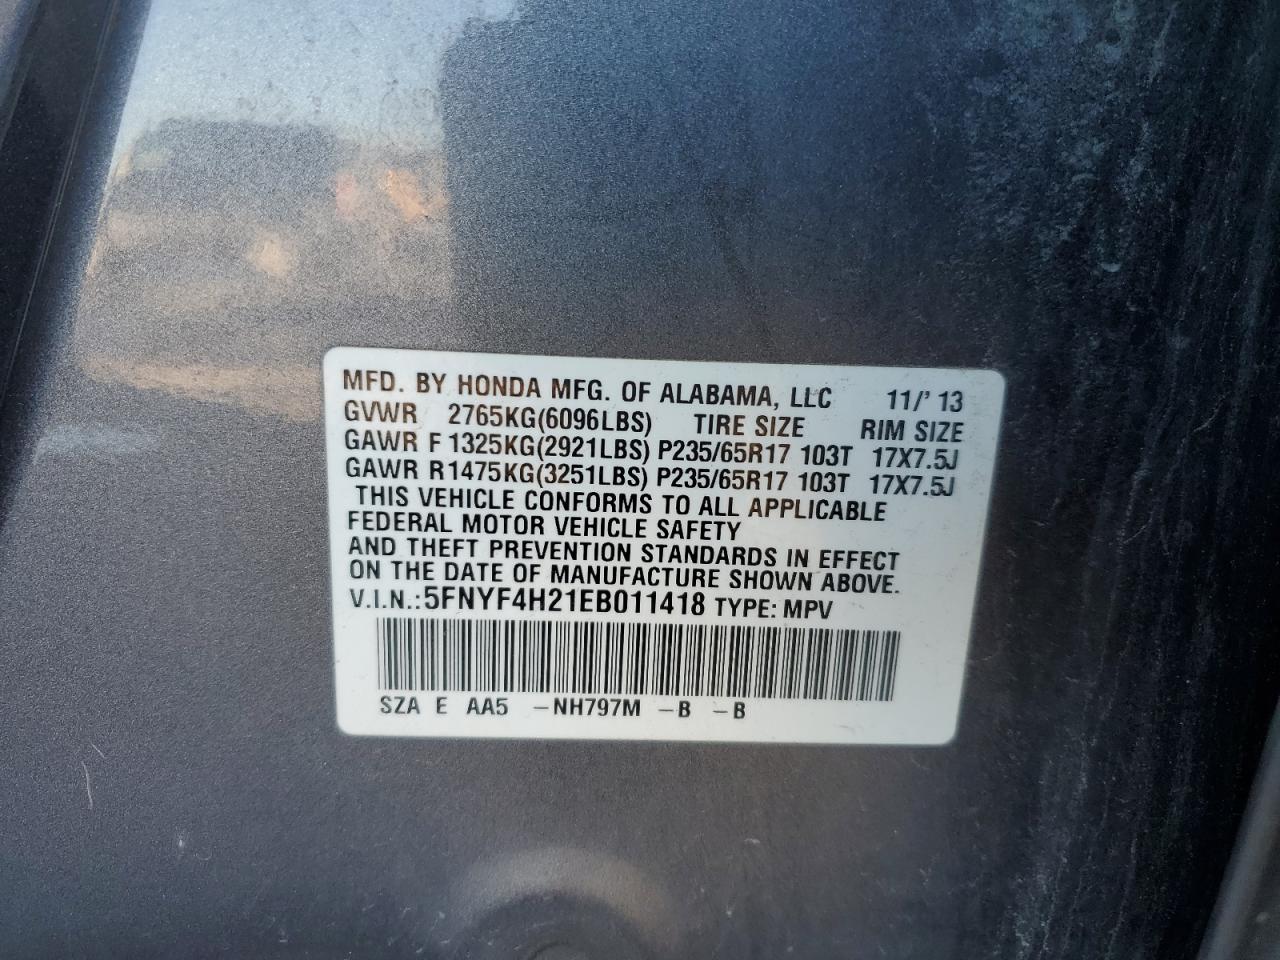 MFD. BY HONDA MFG. OF ALABAMA, LLC 11/'13
GVWR 2765KG(6096LBS) TIRE SIZE RIM SIZE
GAWR F 1325KG(2921LBS) P235/65R17 103T 17X7.5J
GAWR R1475KG(3251LBS) P235/65R17 103T 17X7.5J
THIS VEHICLE CONFORMS TO ALL APPLICABLE
FEDERAL MOTOR VEHICLE SAFETY
AND THEFT PREVENTION STANDARDS IN EFFECT
ON THE DATE OF MANUFACTURE SHOWN ABOVE.
V.I.N.:5FNYF4H21EB011418 TYPE: MPV
SZA E AA5 -NH797M -B -B